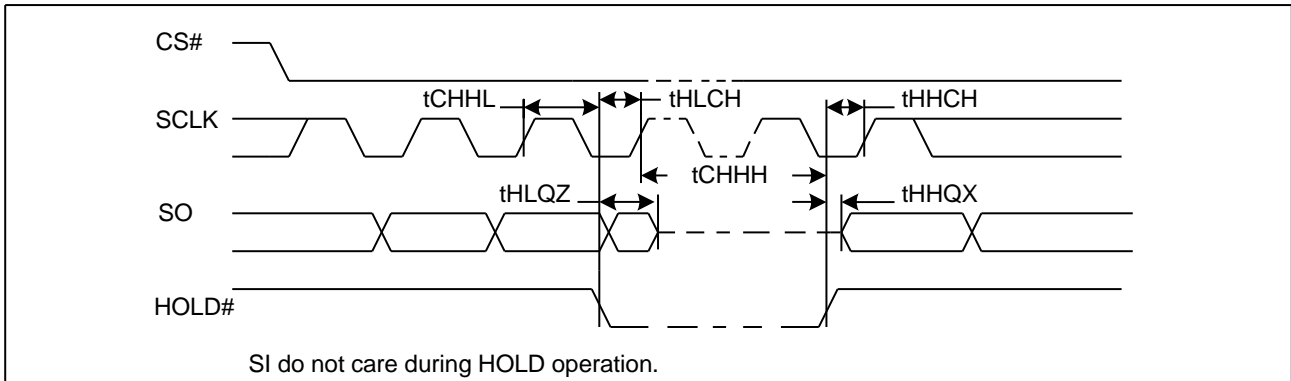 CS#
tCHHL
tHLCH
tHHCH
SCLK
tCHHH
tHLQZ
tHHQX
SO
HOLD#
SI do not care during HOLD operation.